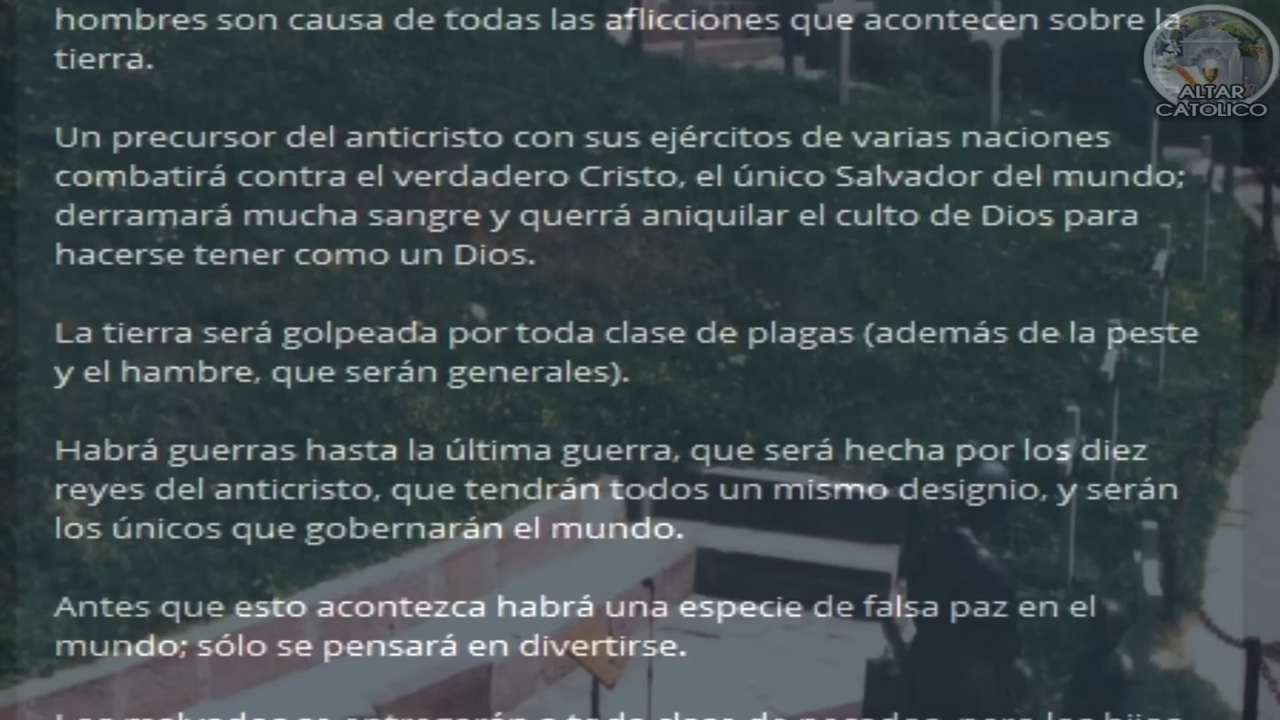 hombres son causa de todas las aflicciones que acontecen sobre la
tierra.
ALTAR
CATOLICO
Un precursor del anticristo con sus ejércitos de varias naciones
combatirá contra el verdadero Cristo, el único Salvador del mundo;
derramará mucha sangre y querrá aniquilar el culto de Dios para
hacerse tener como un Dios.
La tierra será golpeada por toda clase de plagas (además de la peste
y el hambre, que serán generales).
Habrá guerras hasta la última guerra, que será hecha por los diez
reyes del anticristo, que tendrán todos un mismo designio, y serán
los únicos que gobernarán el mundo.
Antes que esto acontezca habrá una especie de falsa paz en el
mundo; sólo se pensará en divertirse.